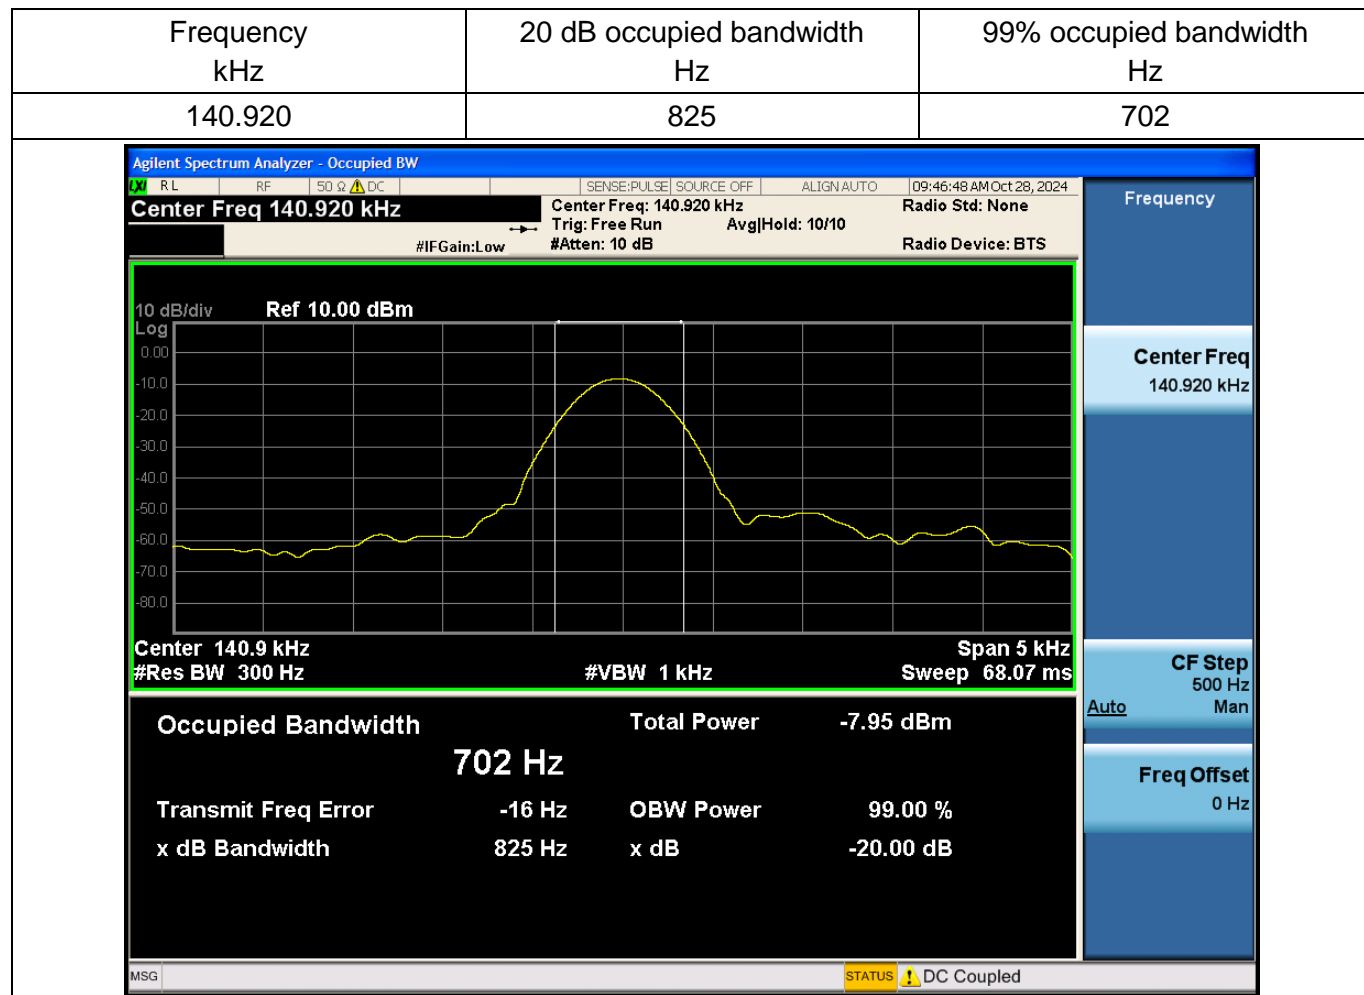 Frequency 20 dB occupied bandwidth 99% occupied bandwidth
kHz Hz Hz
140.920 825 702
Agilent Spectrum Analyzer - Occupied BW
LXI RL RF 50 Ω DC SENSE:PULSE SOURCE OFF ALIGN AUTO 09:46:48 AM Oct 28, 2024
Center Freq 140.920 kHz Center Freq: 140.920 kHz Radio Std: None Frequency
Trig: Free Run Avg|Hold: 10/10
#IFGain:Low #Atten: 10 dB Radio Device: BTS
10 dB/div Ref 10.00 dBm
Log
0.00
-10.0
-20.0
-30.0
-40.0
-50.0
-60.0
-70.0
-80.0
Center 140.9 kHz Span 5 kHz
#Res BW 300 Hz #VBW 1 kHz Sweep 68.07 ms
Center Freq
140.920 kHz
CF Step
500 Hz
Auto Man
Freq Offset
0 Hz
Occupied Bandwidth Total Power -7.95 dBm
702 Hz
Transmit Freq Error -16 Hz OBW Power 99.00 %
x dB Bandwidth 825 Hz x dB -20.00 dB
MSG STATUS DC Coupled